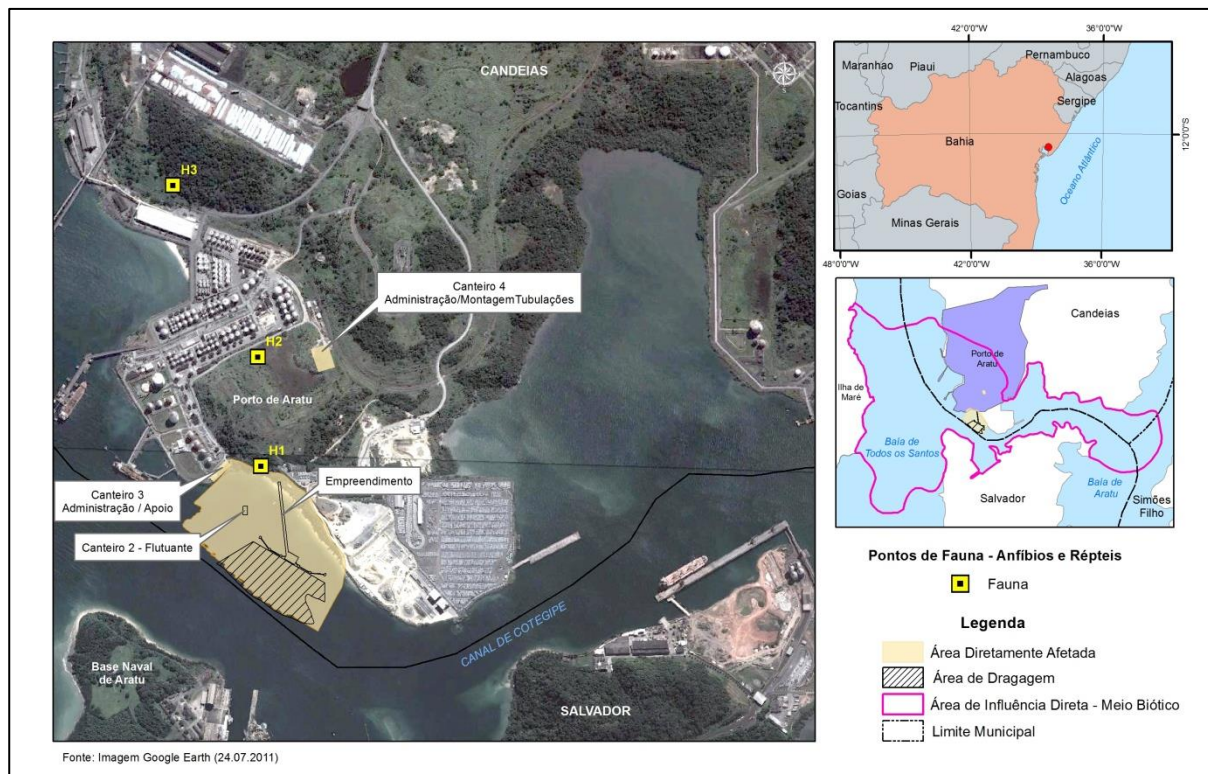 CANDEIAS
H3
Canteiro 4
Administração/MontagemTubulações
H2
Porto de Aratu
H1
Empreendimento
Canteiro 3
Administração / Apoio
Canteiro 2 - Flutuante
CANAL DE COTEGIPE
Base Naval
de Aratu
SALVADOR
Fonte: Imagem Google Earth (24.07.2011)
42°0'0"W
36°0'0"W
Maranhao
Piaui
Pernambuco
Alagoas
Sergipe
Tocantins
Bahia
12°0'0"S
Oceano Atlântico
Goias
Minas Gerais
48°0'0"W
42°0'0"W
36°0'0"W
Candeias
Porto de
Aratu
Ilha de
Maré
Baía de
Todos os Santos
Salvador
Baía de
Aratu
Simões
Filho
Pontos de Fauna - Anfíbios e Répteis
Fauna
Legenda
Área Diretamente Afetada
Área de Dragagem
Área de Influência Direta - Meio Biótico
Limite Municipal